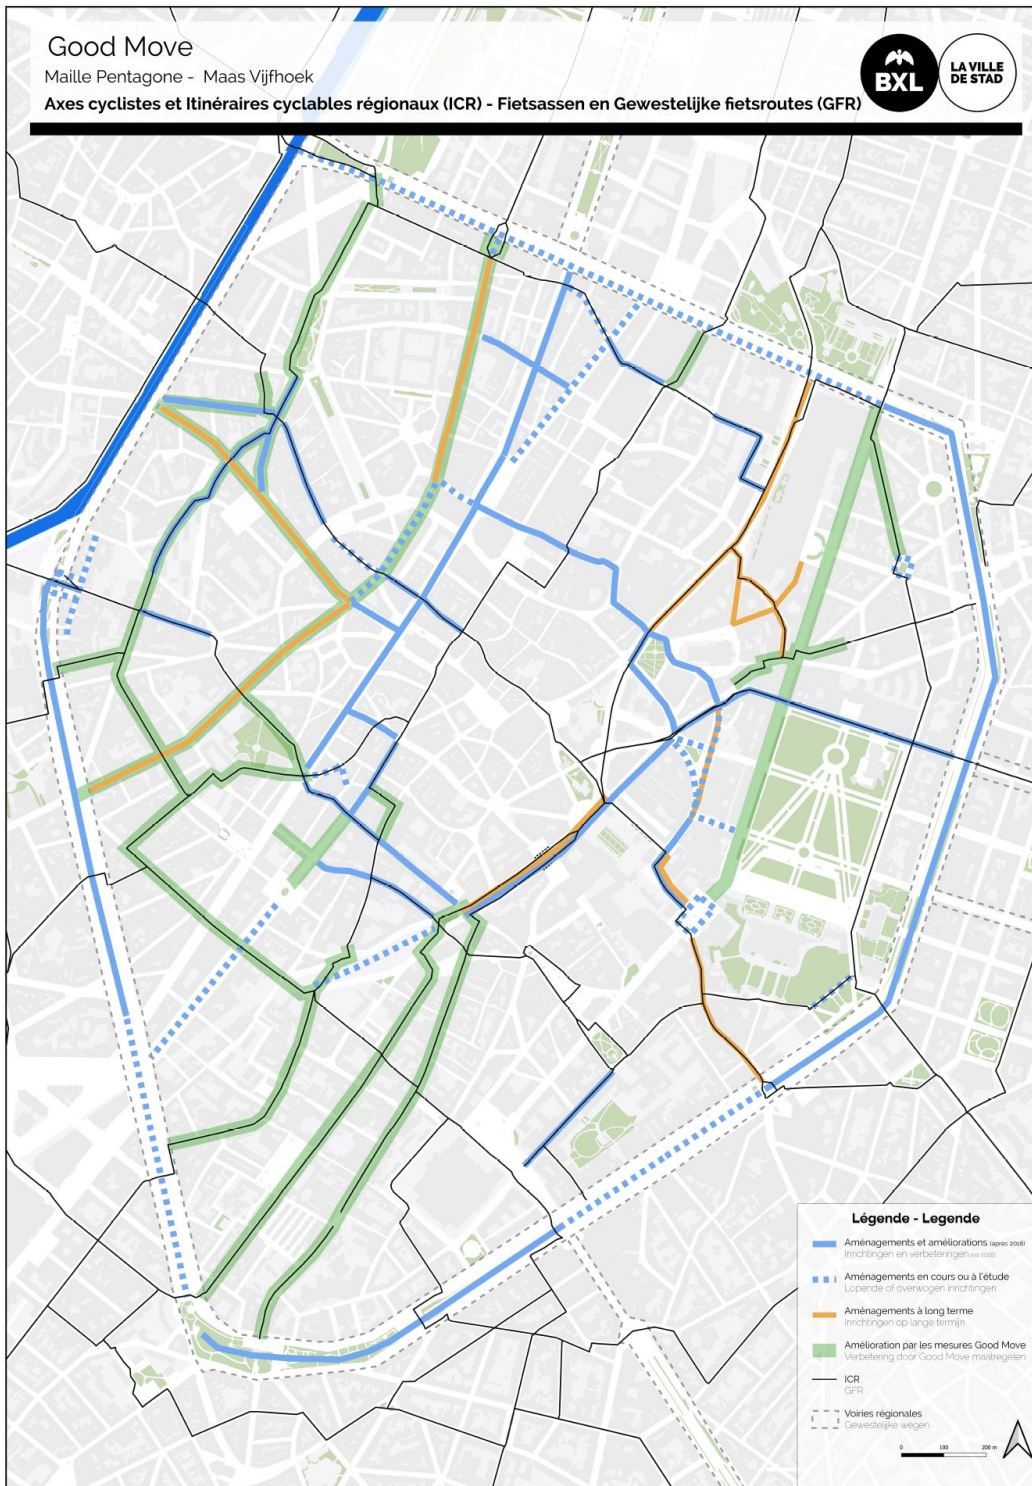 Good Move
Maille Pentagone - Maas Vijfhoek
Axes cyclistes et Itinéraires cyclables régionaux (ICR) - Fietsassen en Gewestelijke fietsroutes (GFR)
BXL
LA VILLE
DE STAD
Légende - Legende
Aménagements et améliorations (apres 2018)
Inrichtingen en verbeteringen (na 2018)
Aménagements en cours ou à l'étude
Lopende of overwogen inrichtingen
Aménagements à long terme
Inrichtingen op lange termijn
Amélioration par les mesures Good Move
Verbetering door Good Move maatregelen
ICR
GFR
Voiries régionales
Gewestelijke wegen
0 100 200 m